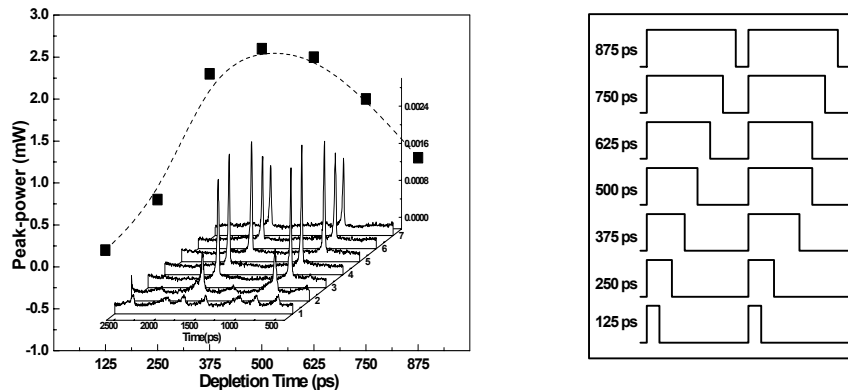 3.0
2.5
2.0
1.5
1.0
0.5
0.0
-0.5
-1.0
Peak-power (mW)
125 250 375 500 625 750 875
Depletion Time (ps)
0.0024
0.0016
0.0008
0.0000
7
6
5
4
3
2
1
2500 2000 1500 1000 500
Time(ps)
875 ps
750 ps
625 ps
500 ps
375 ps
250 ps
125 ps